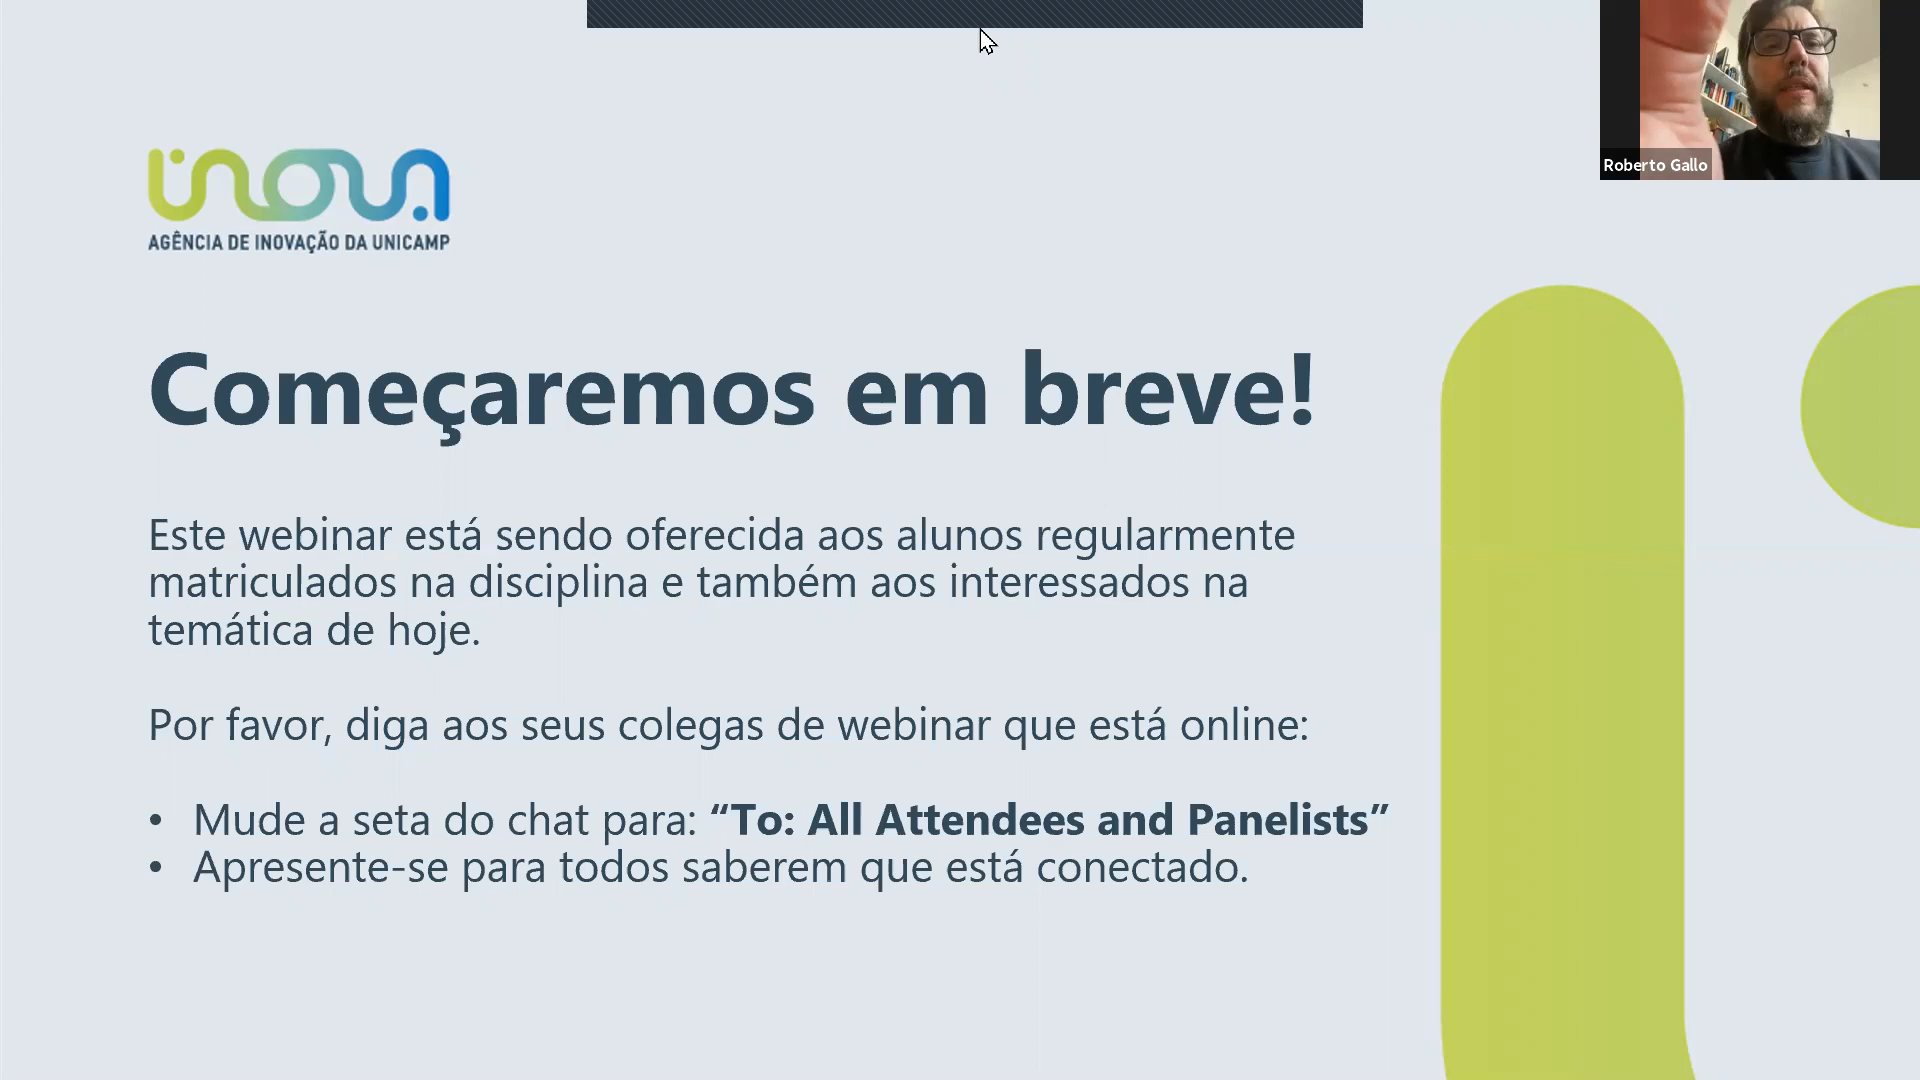 inova
AGÊNCIA DE INOVAÇÃO DA UNICAMP
Roberto Gallo
Começaremos em breve!
Este webinar está sendo oferecida aos alunos regularmente
matriculados na disciplina e também aos interessados na
temática de hoje.
Por favor, diga aos seus colegas de webinar que está online:
• Mude a seta do chat para: “To: All Attendees and Panelists”
• Apresente-se para todos saberem que está conectado.